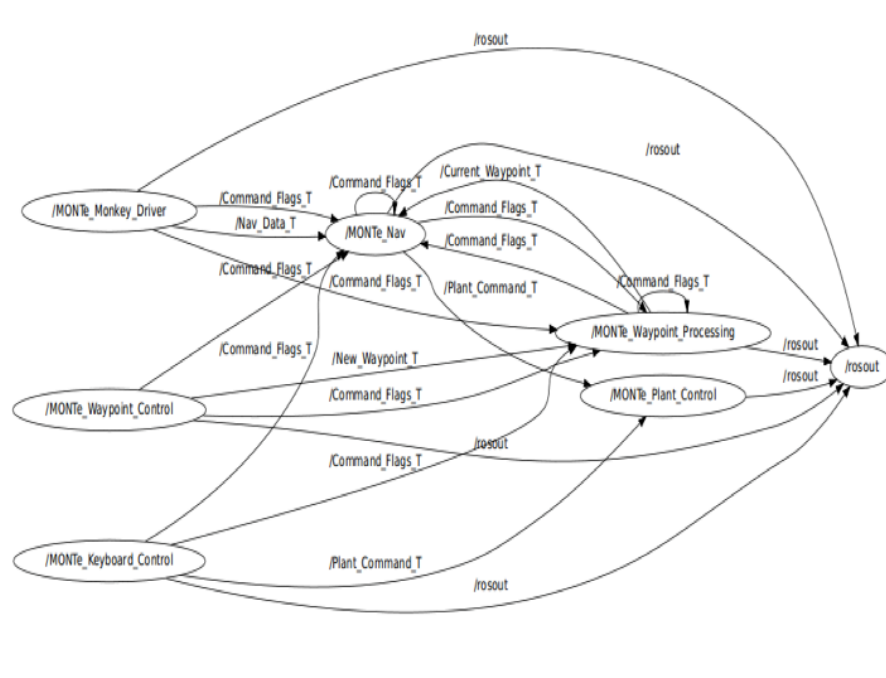 /rosout
/rosout
/Current_Waypoint_T
/Command_Flags_T
/Command_Flags_T
/MONTe_Monkey_Driver
/Command_Flags_T
/Nav_Data_T
/MONTe_Nav
/Command_Flags_T
/Command_Flags_T
/Command_Flags_T
/Plant_Command_T
/Command_Flags_T
/Command_Flags_T
/MONTe_Waypoint_Processing
/rosout
/Command_Flags_T
/New_Waypoint_T
/rosout
/rosout
/MONTe_Waypoint_Control
/Command_Flags_T
/MONTe_Plant_Control
/rosout
/Command_Flags_T
/MONTe_Keyboard_Control
/Plant_Command_T
/rosout